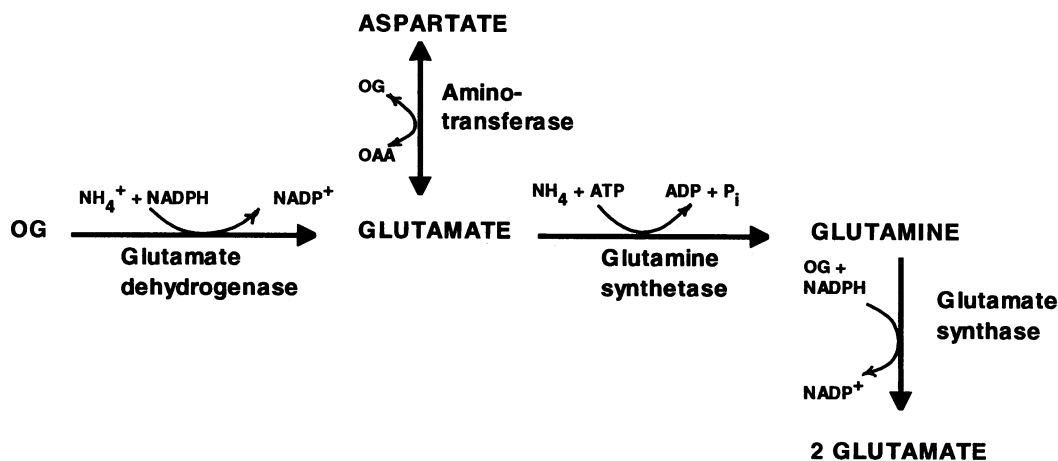 ASPARTATE
OG
Amino-
transferase
OAA
NH4+ + NADPH
NADP+
NH4 + ATP
ADP + Pi
OG
GLUTAMATE
GLUTAMINE
Glutamate
dehydrogenase
Glutamine
synthetase
OG +
NADPH
Glutamate
synthase
NADP+
2 GLUTAMATE